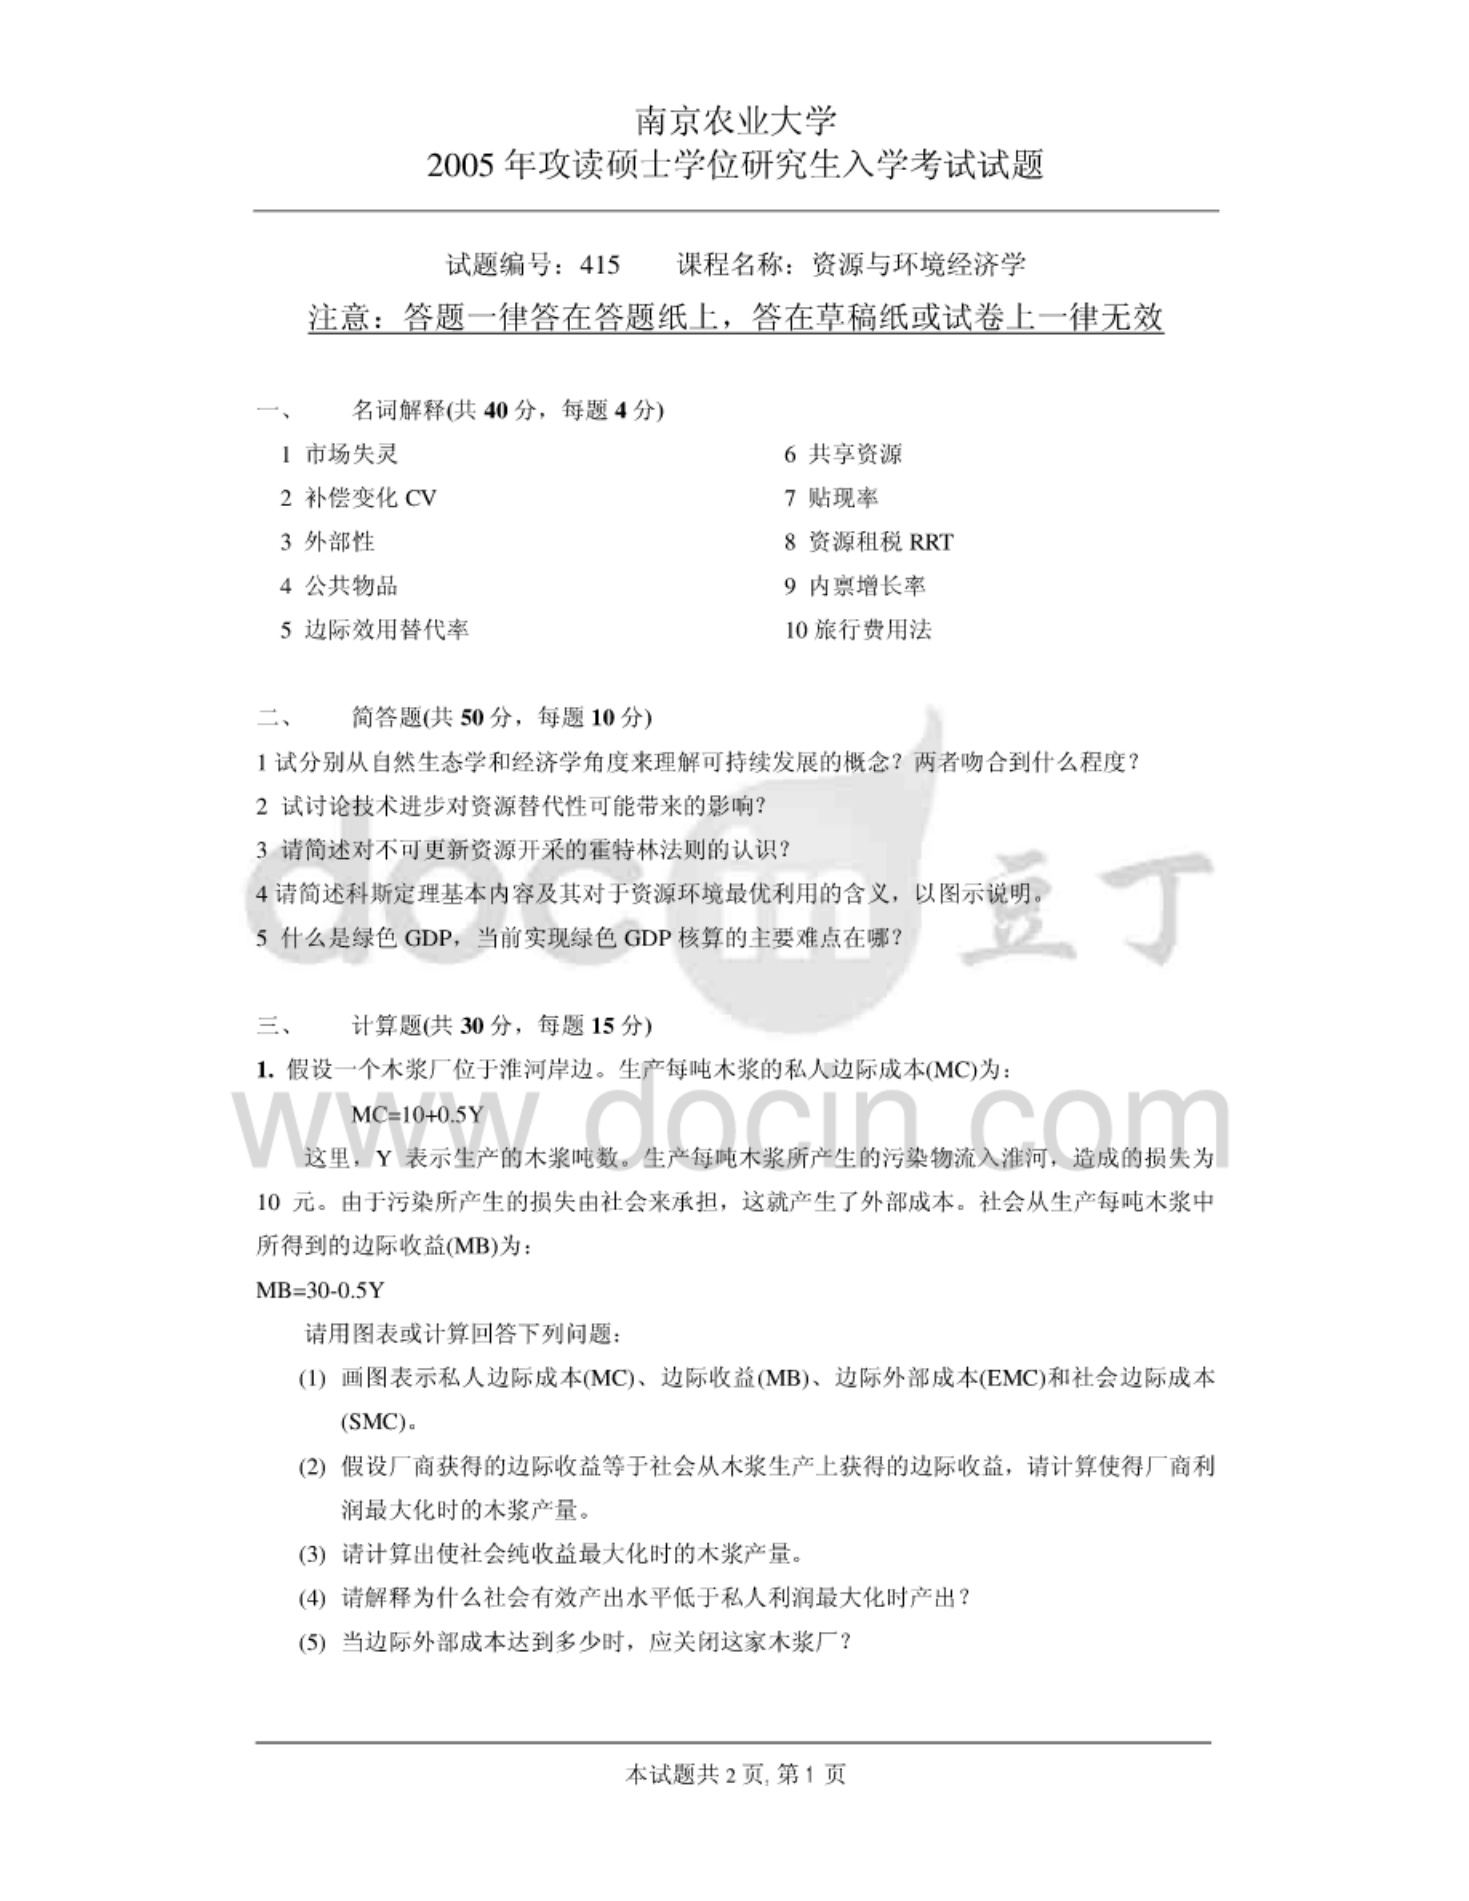 南京农业大学
2005 年攻读硕士学位研究生入学考试试题
试题编号：415 课程名称：资源与环境经济学
注意：答题一律答在答题纸上，答在草稿纸或试卷上一律无效
一、 名词解释(共 40 分，每题 4 分)
1 市场失灵 6 共享资源
2 补偿变化 CV 7 贴现率
3 外部性 8 资源租税 RRT
4 公共物品 9 内禀增长率
5 边际效用替代率 10 旅行费用法
二、 简答题(共 50 分，每题 10 分)
1 试分别从自然生态学和经济学角度来理解可持续发展的概念？两者吻合到什么程度？
2 试讨论技术进步对资源替代性可能带来的影响？
3 请简述对不可更新资源开采的霍特林法则的认识？
4 请简述科斯定理基本内容及其对于资源环境最优利用的含义，以图示说明。
5 什么是绿色 GDP，当前实现绿色 GDP 核算的主要难点在哪？
docin 豆丁
三、 计算题(共 30 分，每题 15 分)
1. 假设一个木浆厂位于淮河岸边。生产每吨木浆的私人边际成本(MC)为：
MC=10+0.5Y
www.docin.com
这里，Y 表示生产的木浆吨数。生产每吨木浆所产生的污染物流入淮河，造成的损失为
10 元。由于污染所产生的损失由社会来承担，这就产生了外部成本。社会从生产每吨木浆中
所得到的边际收益(MB)为：
MB=30-0.5Y
请用图表或计算回答下列问题：
(1) 画图表示私人边际成本(MC)、边际收益(MB)、边际外部成本(EMC)和社会边际成本
(SMC)。
(2) 假设厂商获得的边际收益等于社会从木浆生产上获得的边际收益，请计算使得厂商利
润最大化时的木浆产量。
(3) 请计算出使社会纯收益最大化时的木浆产量。
(4) 请解释为什么社会有效产出水平低于私人利润最大化时产出？
(5) 当边际外部成本达到多少时，应关闭这家木浆厂？
本试题共 2 页, 第 1 页